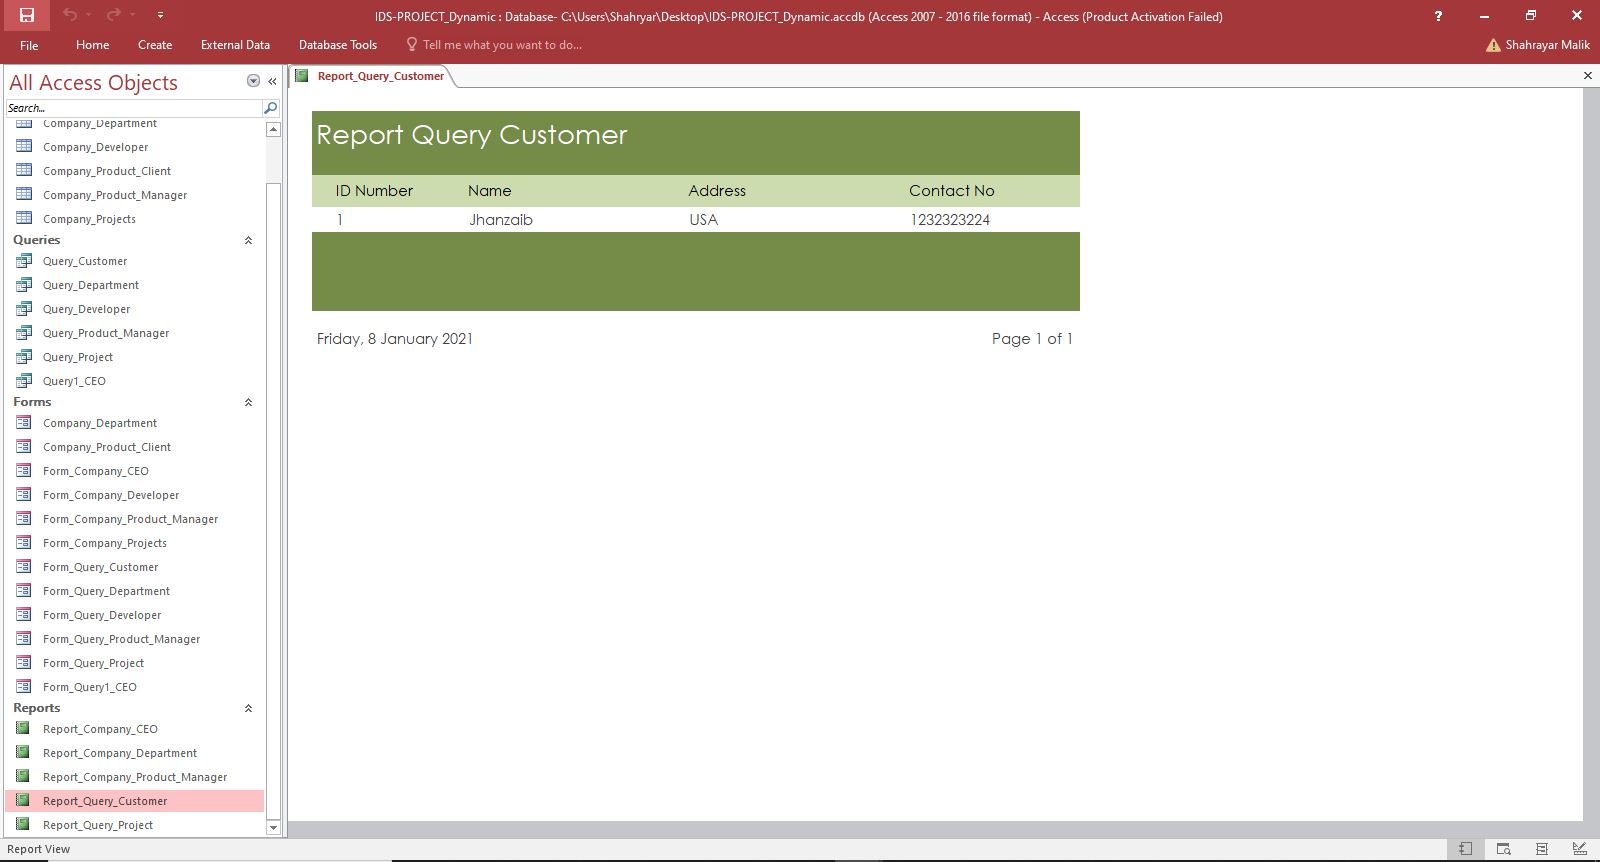 IDS-PROJECT_Dynamic : Database- C:\Users\Shahryar\Desktop\IDS-PROJECT_Dynamic.accdb (Access 2007 - 2016 file format) - Access (Product Activation Failed)
?
File Home Create External Data Database Tools Tell me what you want to do... Shahrayar Malik
All Access Objects
Search...
Company_Department
Company_Developer
Company_Product_Client
Company_Product_Manager
Company_Projects
Queries
Query_Customer
Query_Department
Query_Developer
Query_Product_Manager
Query_Project
Query1_CEO
Forms
Company_Department
Company_Product_Client
Form_Company_CEO
Form_Company_Developer
Form_Company_Product_Manager
Form_Company_Projects
Form_Query_Customer
Form_Query_Department
Form_Query_Developer
Form_Query_Product_Manager
Form_Query_Project
Form_Query1_CEO
Reports
Report_Company_CEO
Report_Company_Department
Report_Company_Product_Manager
Report_Query_Customer
Report_Query_Project
Report_Query_Customer
Report Query Customer
ID Number Name Address Contact No
1 Jhanzaib USA 1232323224
Friday, 8 January 2021 Page 1 of 1
Report View